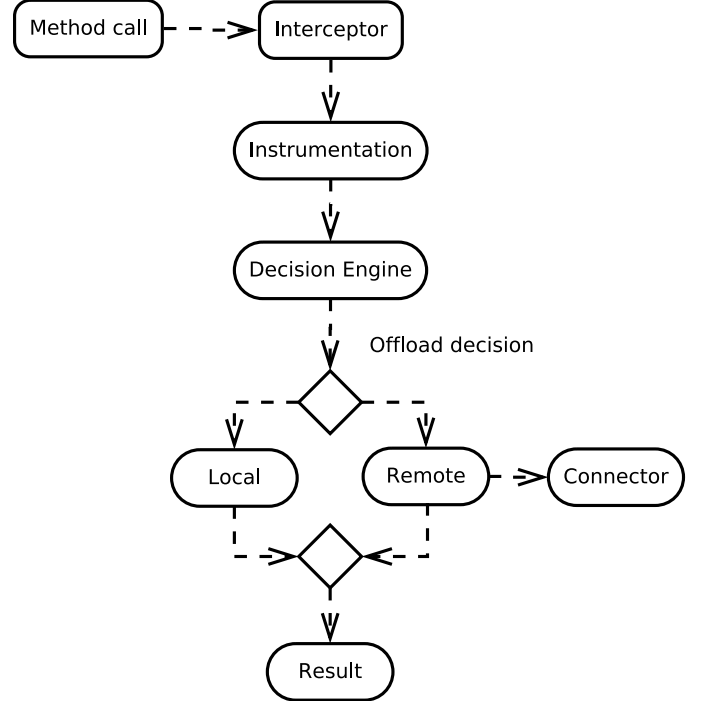 Method call
Interceptor
Instrumentation
Decision Engine
Offload decision
Local
Remote
Connector
Result